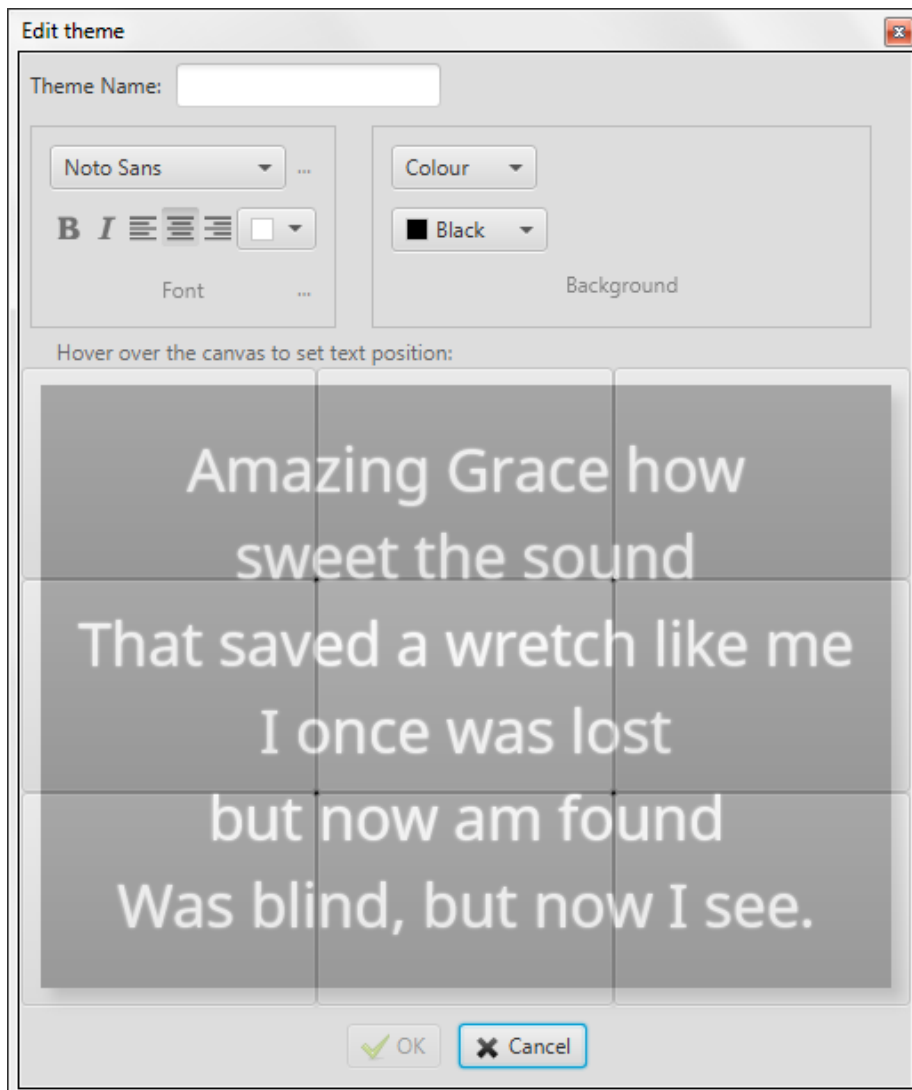 Edit theme
Theme Name:
Noto Sans
...
Colour
B I
Black
Font
...
Background
Hover over the canvas to set text position:
Amazing Grace how
sweet the sound
That saved a wretch like me
I once was lost
but now am found
Was blind, but now I see.
OK
Cancel